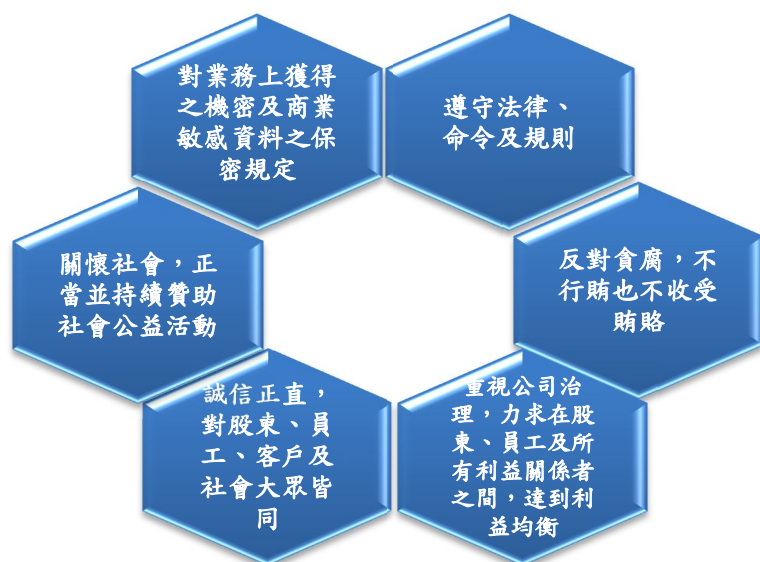 對業務上獲得
之機密及商業
敏感資料之保
密規定
遵守法律、
命令及規則
關懷社會，正
當並持續贊助
社會公益活動
反對貪腐，不
行賄也不收受
賄賂
誠信正直，
對股東、員
工、客戶及
社會大眾皆
同
重視公司治
理，力求在股
東、員工及所
有利益關係者
之間，達到利
益均衡